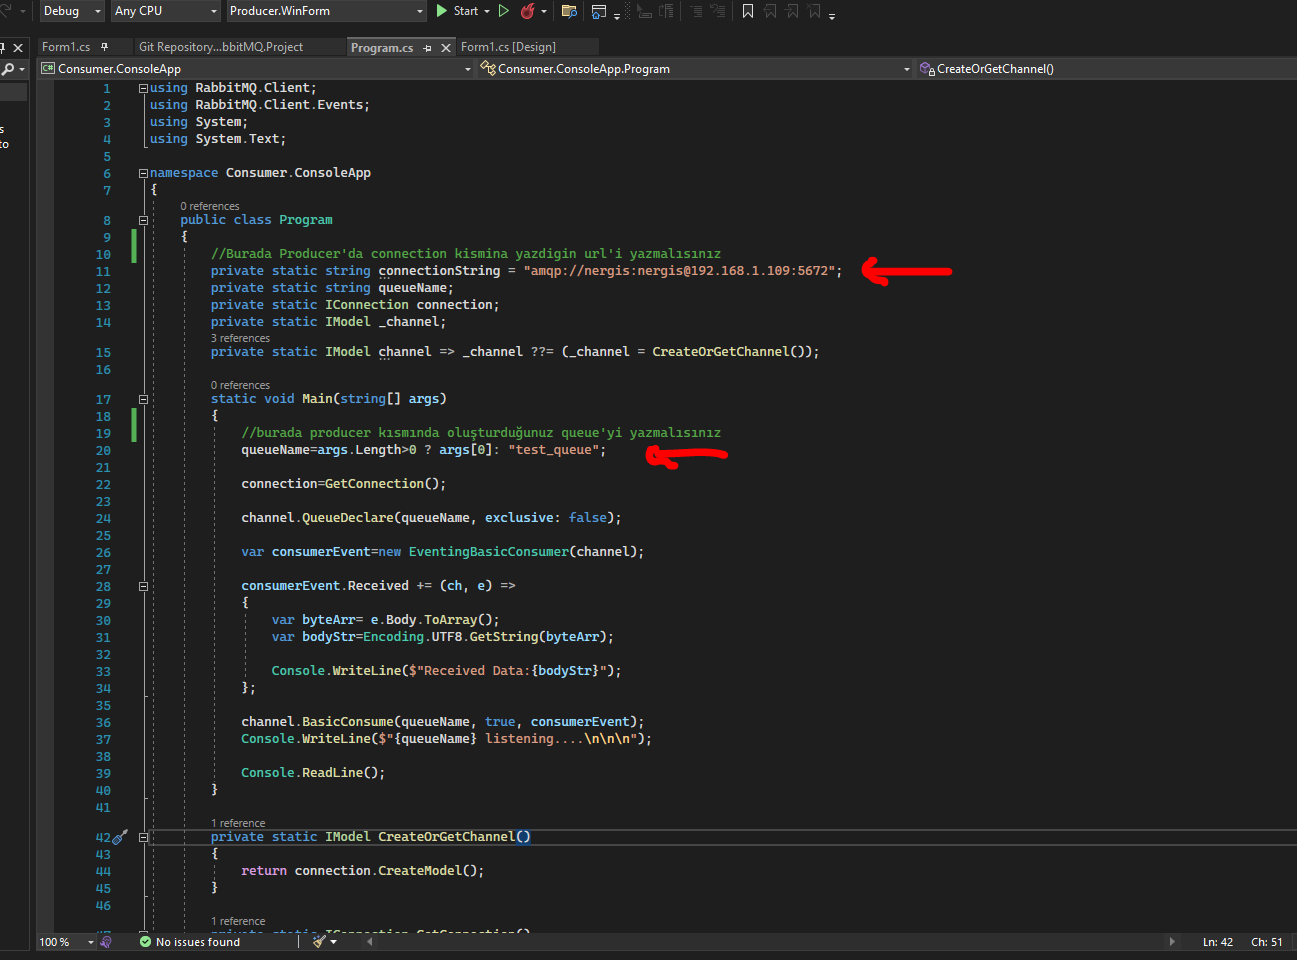 Debug Any CPU Producer.WinForm Start
Form1.cs Git Repository...bbitMQ.Project Program.cs Form1.cs [Design]
Consumer.ConsoleApp Consumer.ConsoleApp.Program CreateOrGetChannel()
s
to
1 using RabbitMQ.Client;
2 using RabbitMQ.Client.Events;
3 using System;
4 using System.Text;
5
6 namespace Consumer.ConsoleApp
7 {
0 references
8 public class Program
9 {
10 //Burada Producer'da connection kismina yazdigin url'i yazmalısınız
11 private static string connectionString = "amqp://nergis:nergis@192.168.1.109:5672";
12 private static string queueName;
13 private static IConnection connection;
14 private static IModel _channel;
3 references
15 private static IModel channel => _channel ??= (_channel = CreateOrGetChannel());
16
0 references
17 static void Main(string[] args)
18 {
19 //burada producer kısmında oluşturduğunuz queue'yi yazmalısınız
20 queueName=args.Length>0 ? args[0]: "test_queue";
21
22 connection=GetConnection();
23
24 channel.QueueDeclare(queueName, exclusive: false);
25
26 var consumerEvent=new EventingBasicConsumer(channel);
27
28 consumerEvent.Received += (ch, e) =>
29 {
30 var byteArr= e.Body.ToArray();
31 var bodyStr=Encoding.UTF8.GetString(byteArr);
32
33 Console.WriteLine($"Received Data:{bodyStr}");
34 };
35
36 channel.BasicConsume(queueName, true, consumerEvent);
37 Console.WriteLine($"{queueName} listening....\n\n\n");
38
39 Console.ReadLine();
40 }
41
1 reference
42 private static IModel CreateOrGetChannel()
43 {
44 return connection.CreateModel();
45 }
46
1 reference
47 private static IConnection GetConnection()
100 % No issues found Ln: 42 Ch: 51